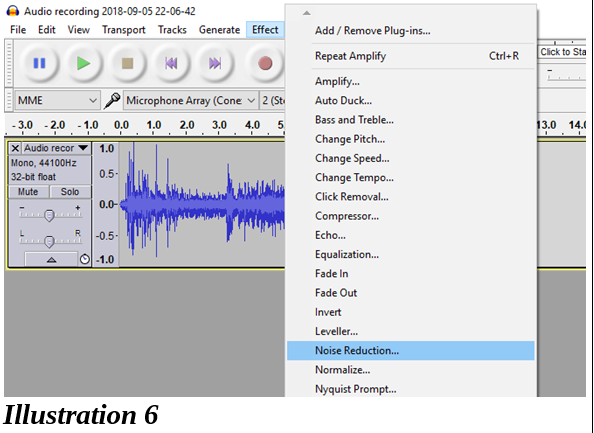 Audio recording 2018-09-05 22-06-42
File Edit View Transport Tracks Generate Effect
MME Microphone Array (Cone
- 3.0 - 2.0 - 1.0 0.0 1.0 2.0 3.0 4.0
Audio recor
Mono, 44100Hz
32-bit float
Mute Solo
- +
L R
1.0
0.5-
0.0-
-0.5-
-1.0
Add / Remove Plug-ins...
Repeat Amplify Ctrl+R
Amplify...
Auto Duck...
Bass and Treble...
Change Pitch...
Change Speed...
Change Tempo...
Click Removal...
Compressor...
Echo...
Equalization...
Fade In
Fade Out
Invert
Leveller...
Noise Reduction...
Normalize...
Nyquist Prompt...
Click to Sta
13.0 14.0
Illustration 6